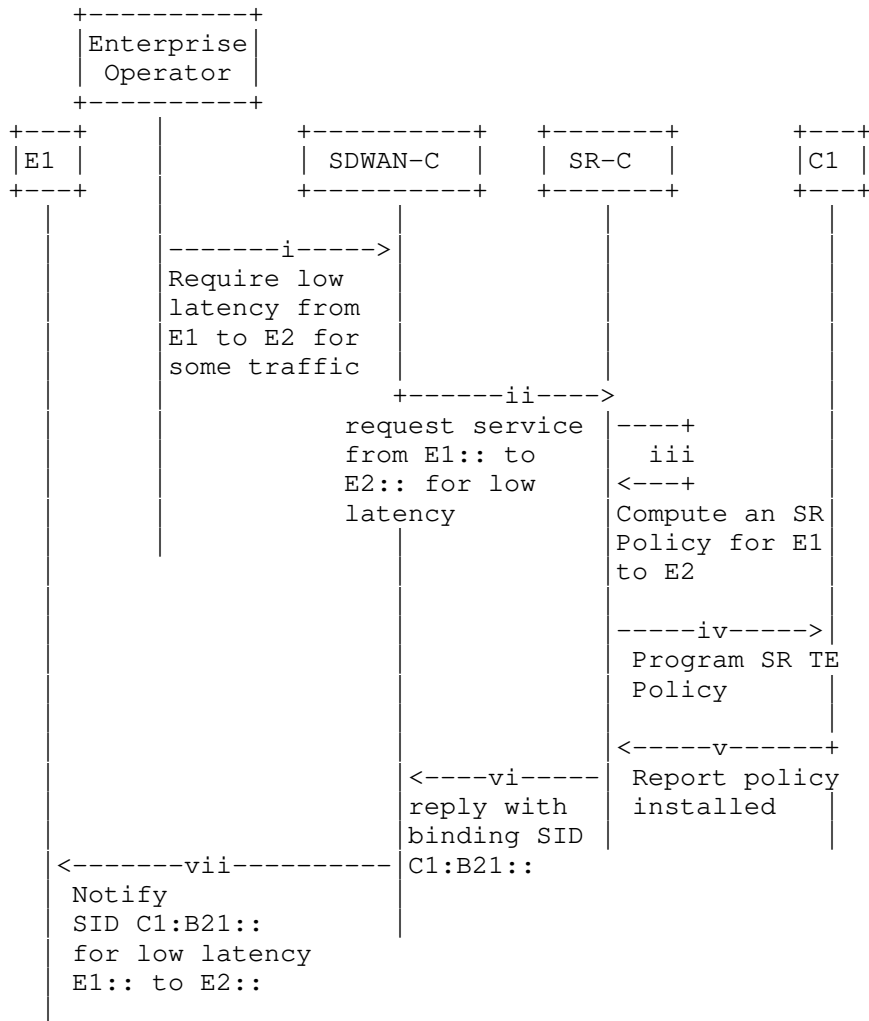 Enterprise
Operator
E1 SDWAN-C SR-C C1
i
Require low
latency from
E1 to E2 for
some traffic
ii
request service
from E1:: to
E2:: for low
latency
iii
Compute an SR
Policy for E1
to E2
iv
Program SR TE
Policy
v
Report policy
installed
vi
reply with
binding SID
C1:B21::
vii
Notify
SID C1:B21::
for low latency
E1:: to E2::